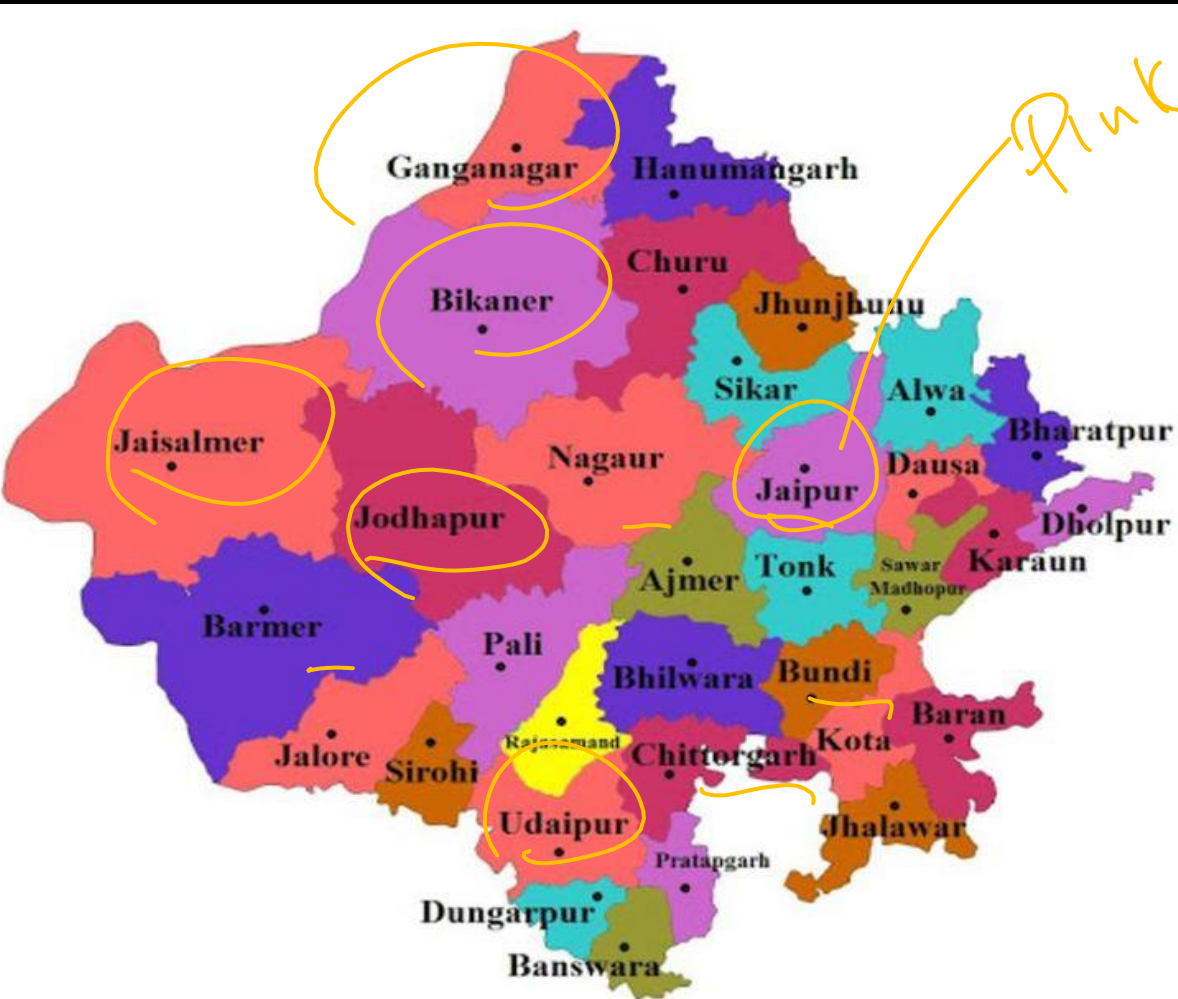 Pink
Ganganagar
Hanumangarh
Churu
Bikaner
Jhunjhunu
Sikar
Alwa
Jaisalmer
Bharatpur
Nagaur
Dausa
Jaipur
Jodhapur
Dholpur
Karaun
Sawar
Madhopur
Tonk
Ajmer
Barmer
Pali
Bundi
Bhilwara
Baran
Rajasamand
Kota
Chittorgarh
Jalore
Sirohi
Udaipur
Jhalawar
Pratapgarh
Dungarpur
Banswara